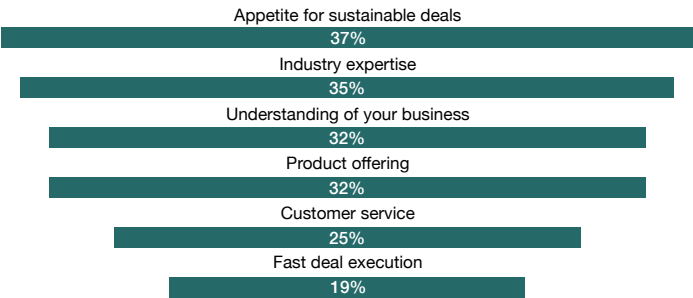 Appetite for sustainable deals
37%
Industry expertise
35%
Understanding of your business
32%
Product offering
32%
Customer service
25%
Fast deal execution
19%